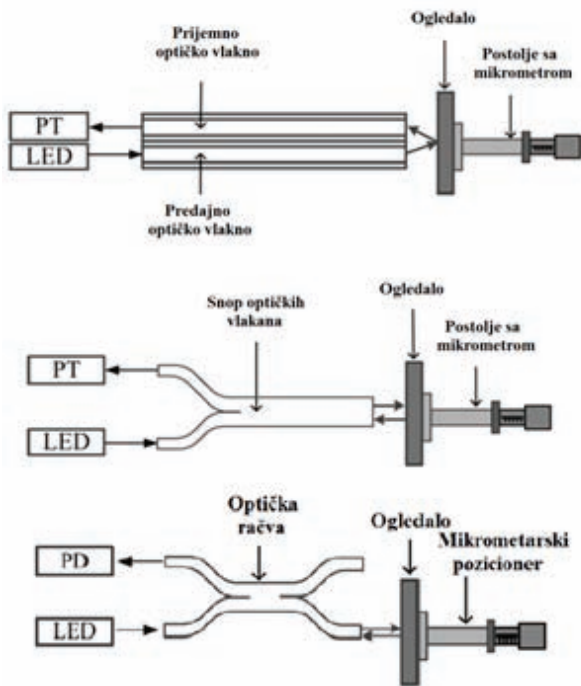 Prijemno
optičko vlakno
Ogledalo
Postolje sa
mikrometrom
PT
LED
Predajno
optičko vlakno
Snop optičkih
vlakana
Ogledalo
Postolje sa
mikrometrom
PT
LED
Optička
račva
Ogledalo
Mikrometarski
pozicioner
PD
LED